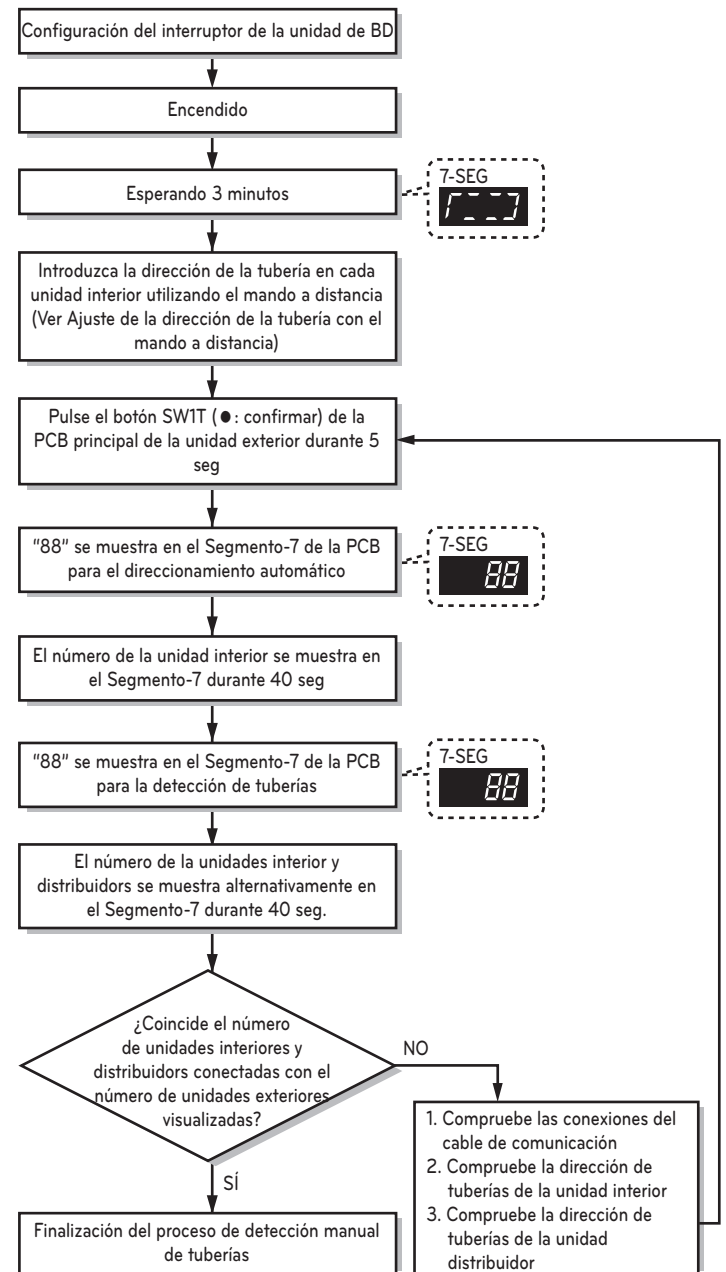 Configuración del interruptor de la unidad de BD
Encendido
Esperando 3 minutos
7-SEG
Introduzca la dirección de la tubería en cada
unidad interior utilizando el mando a distancia
(Ver Ajuste de la dirección de la tubería con el
mando a distancia)
Pulse el botón SW1T (●: confirmar) de la
PCB principal de la unidad exterior durante 5
seg
"88" se muestra en el Segmento-7 de la PCB
para el direccionamiento automático
7-SEG
88
El número de la unidad interior se muestra en
el Segmento-7 durante 40 seg
"88" se muestra en el Segmento-7 de la PCB
para la detección de tuberías
7-SEG
88
El número de la unidades interior y
distribuidors se muestra alternativamente en
el Segmento-7 durante 40 seg.
¿Coincide el número
de unidades interiores y
distribuidors conectadas con el
número de unidades exteriores
visualizadas?
NO
SÍ
1. Compruebe las conexiones del
cable de comunicación
2. Compruebe la dirección de
tuberías de la unidad interior
3. Compruebe la dirección de
tuberías de la unidad
distribuidor
Finalización del proceso de detección manual
de tuberías